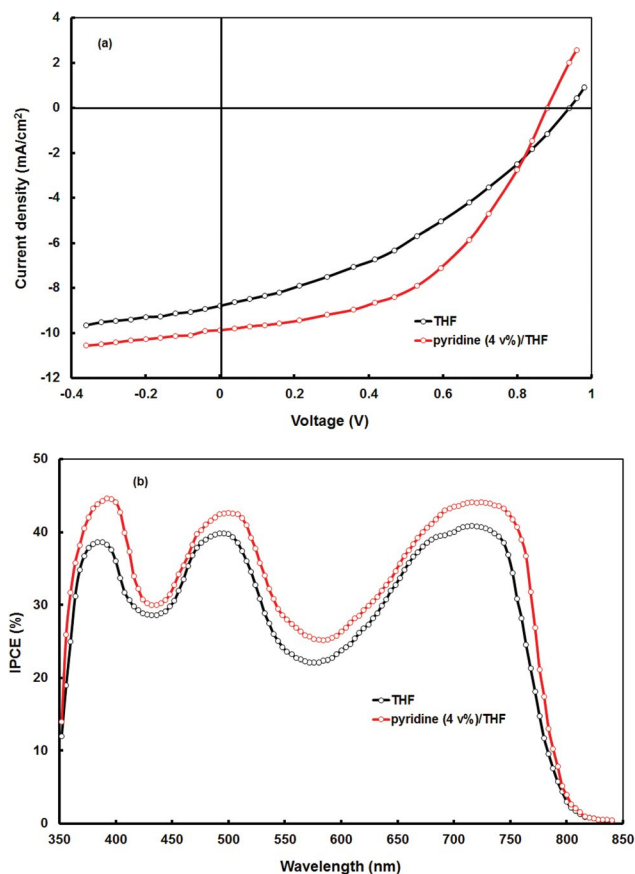 (a)
4
2
0
-2
-4
-6
-8
-10
-12
Current density (mA/cm²)
THF
pyridine (4 v%)/THF
-0.4 -0.2 0 0.2 0.4 0.6 0.8 1
Voltage (V)
(b)
50
40
30
20
10
0
IPCE (%)
THF
pyridine (4 v%)/THF
350 400 450 500 550 600 650 700 750 800 850
Wavelength (nm)